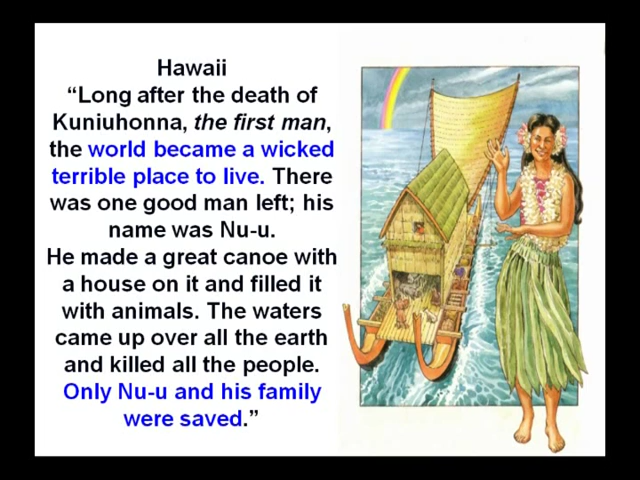 Hawaii
“Long after the death of
Kuniuhonna, the first man,
the world became a wicked
terrible place to live. There
was one good man left; his
name was Nu-u.
He made a great canoe with
a house on it and filled it
with animals. The waters
came up over all the earth
and killed all the people.
Only Nu-u and his family
were saved.”